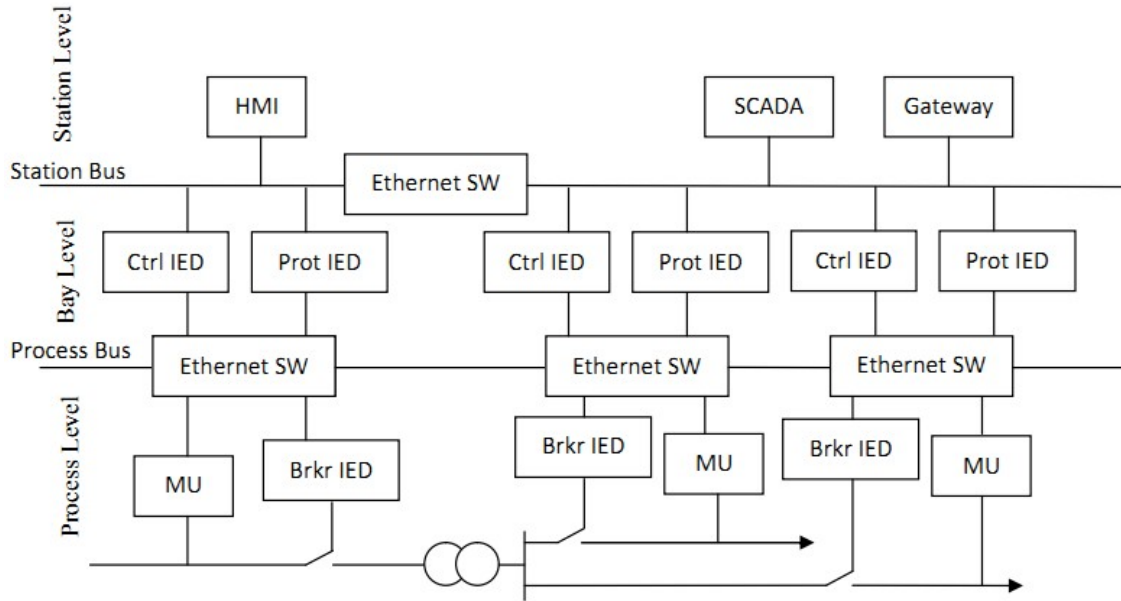 Station Level
HMI
SCADA
Gateway
Station Bus
Ethernet SW
Bay Level
Ctrl IED
Prot IED
Ctrl IED
Prot IED
Ctrl IED
Prot IED
Process Bus
Ethernet SW
Ethernet SW
Ethernet SW
Process Level
MU
Brkr IED
Brkr IED
MU
Brkr IED
MU